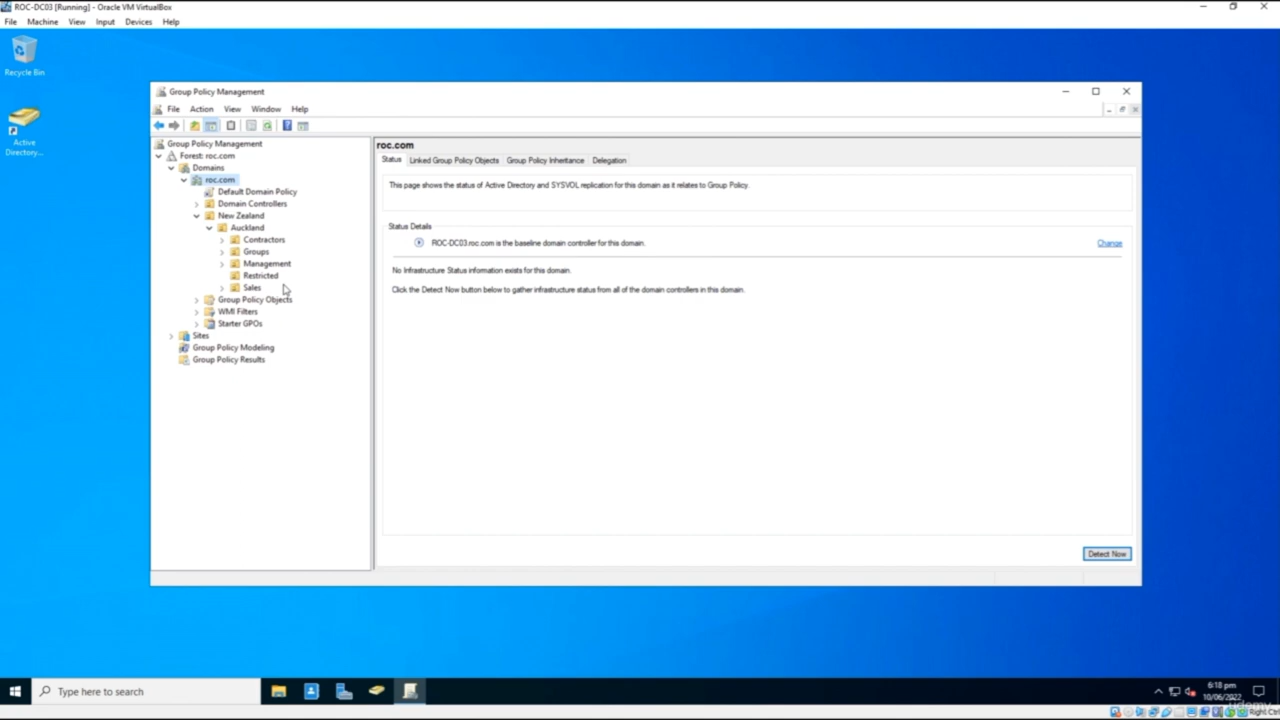 ROC-DC03 [Running] - Oracle VM VirtualBox
File Machine View Input Devices Help
Recycle Bin
Active
Directory...
Group Policy Management
File Action View Window Help
Group Policy Management
Forest: roc.com
Domains
roc.com
Default Domain Policy
Domain Controllers
New Zealand
Auckland
Contractors
Groups
Management
Restricted
Sales
Group Policy Objects
WMI Filters
Starter GPOs
Sites
Group Policy Modeling
Group Policy Results
roc.com
Status Linked Group Policy Objects Group Policy Inheritance Delegation
This page shows the status of Active Directory and SYSVOL replication for this domain as it relates to Group Policy.
Status Details
ROC-DC03.roc.com is the baseline domain controller for this domain.
Change
No Infrastructure Status information exists for this domain.
Click the Detect Now button below to gather infrastructure status from all of the domain controllers in this domain.
Detect Now
Type here to search
6:18 pm
10/06/2022
udemy
Right Ctrl